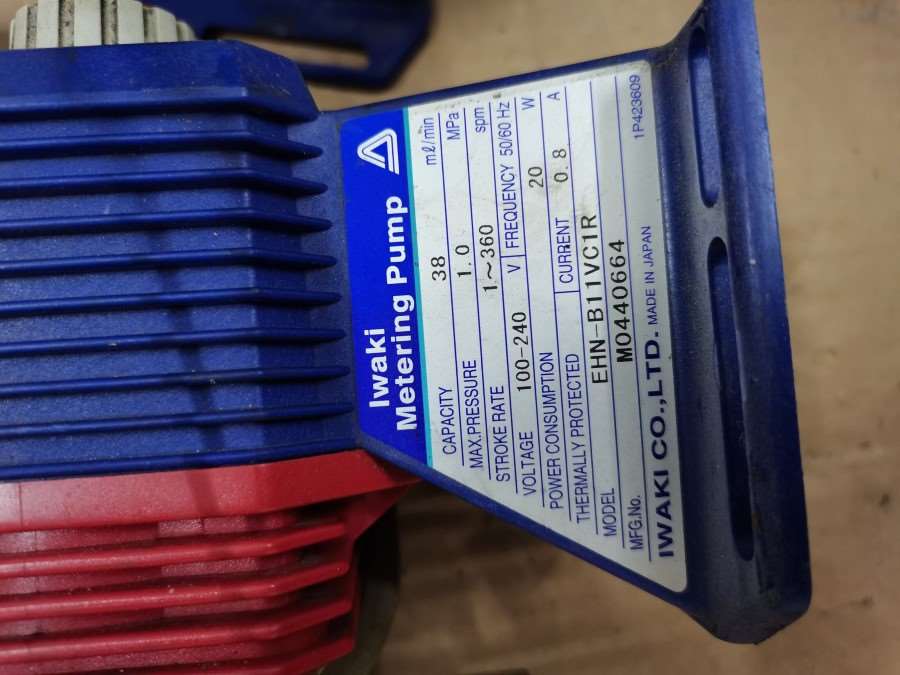 Iwaki
Metering Pump
CAPACITY 38 mℓ/min
MAX.PRESSURE 1.0 MPa
STROKE RATE 1~360 spm
VOLTAGE 100-240 V FREQUENCY 50/60 Hz
POWER CONSUMPTION 20 W
THERMALLY PROTECTED CURRENT 0.8 A
MODEL EHN-B11VC1R
MFG.No. M0440664
IWAKI CO.,LTD. MADE IN JAPAN 1P423609